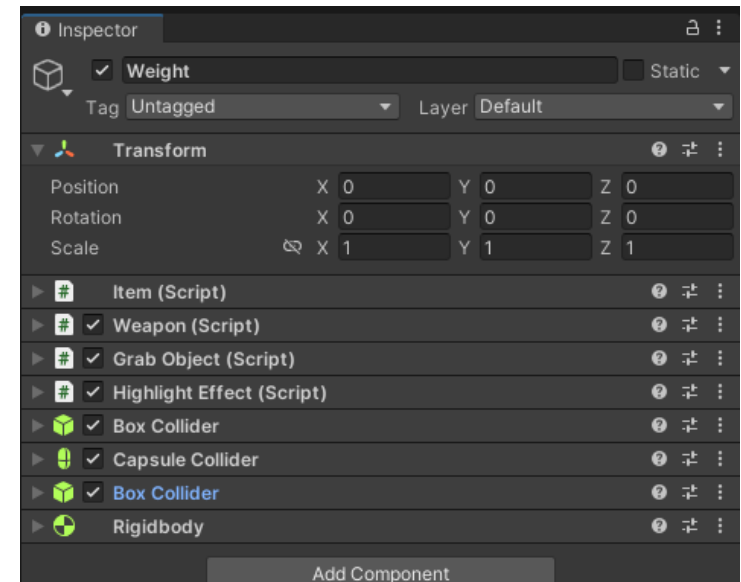 Inspector
Weight Static
Tag Untagged Layer Default
Transform
Position X 0 Y 0 Z 0
Rotation X 0 Y 0 Z 0
Scale X 1 Y 1 Z 1
# Item (Script)
# Weapon (Script)
# Grab Object (Script)
# Highlight Effect (Script)
Box Collider
Capsule Collider
Box Collider
Rigidbody
Add Component